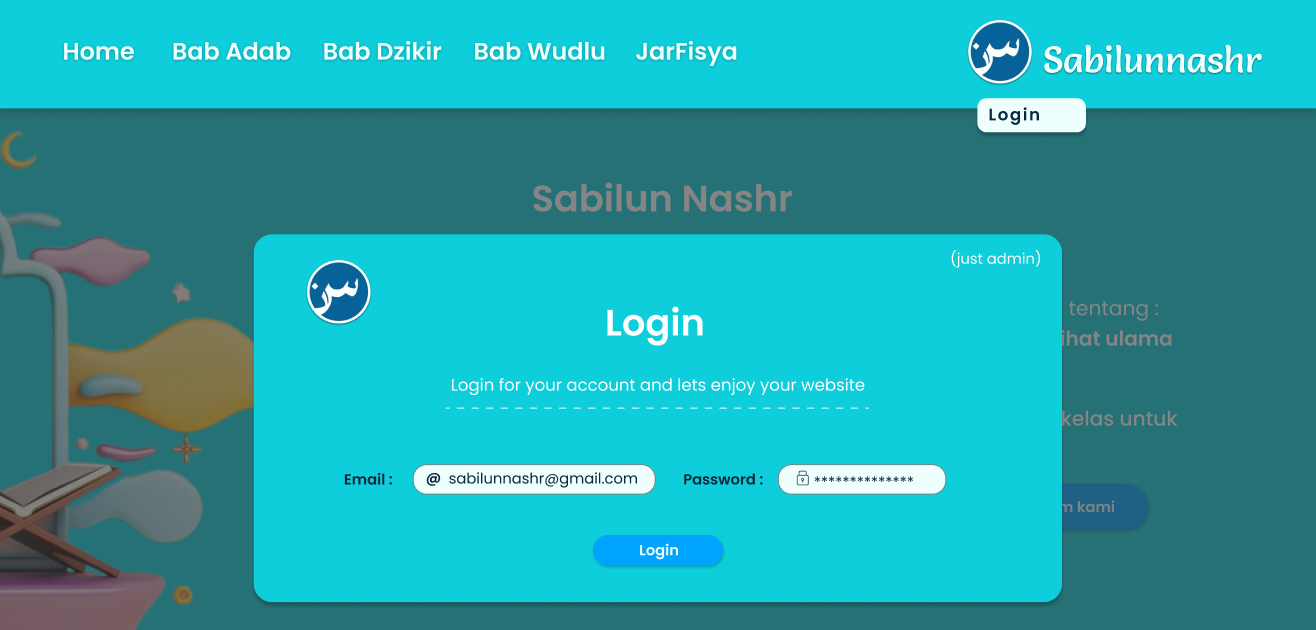 Home Bab Adab Bab Dzikir Bab Wudlu JarFisya
سن Sabilunnashr
Login
Sabilun Nashr
(just admin)
سن
Login
tentang :
ihat ulama
Login for your account and lets enjoy your website
kelas untuk
Email : @ sabilunnashr@gmail.com Password : **************
m kami
Login